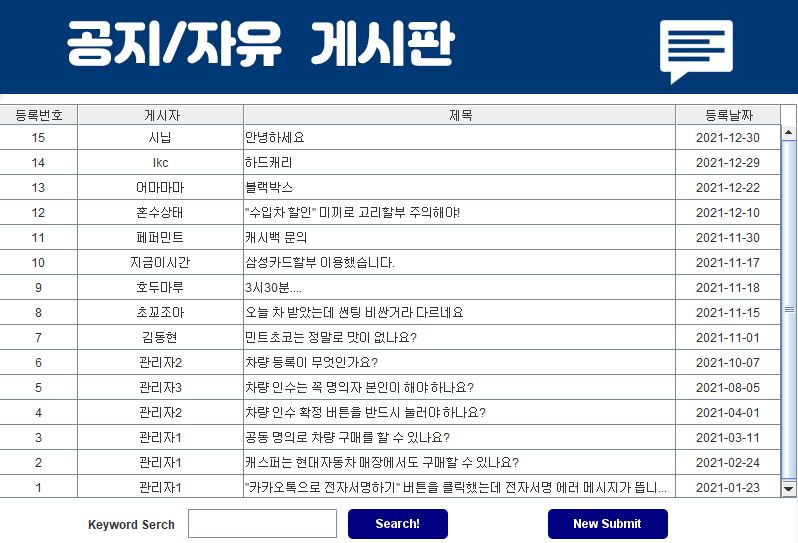 공지/자유 게시판
등록번호 게시자 제목 등록날짜
15 시닙 안녕하세요 2021-12-30
14 lkc 하드캐리 2021-12-29
13 어마마마 블랙박스 2021-12-22
12 혼수상태 "수입차 할인" 미끼로 고리할부 주의해야! 2021-12-10
11 페퍼민트 캐시백 문의 2021-11-30
10 지금이시간 삼성카드할부 이용했습니다. 2021-11-17
9 호두마루 3시30분.... 2021-11-18
8 초꼬조아 오늘 차 받았는데 썬팅 비싼거라 다르네요 2021-11-15
7 김동현 민트초코는 정말로 맛이 없나요? 2021-11-01
6 관리자2 차량 등록이 무엇인가요? 2021-10-07
5 관리자3 차량 인수는 꼭 명의자 본인이 해야 하나요? 2021-08-05
4 관리자2 차량 인수 확정 버튼을 반드시 눌러야 하나요? 2021-04-01
3 관리자1 공동 명의로 차량 구매를 할 수 있나요? 2021-03-11
2 관리자1 캐스퍼는 현대자동차 매장에서도 구매할 수 있나요? 2021-02-24
1 관리자1 "카카오톡으로 전자서명하기" 버튼을 클릭했는데 전자서명 에러 메시지가 뜹니... 2021-01-23
Keyword Serch Search! New Submit